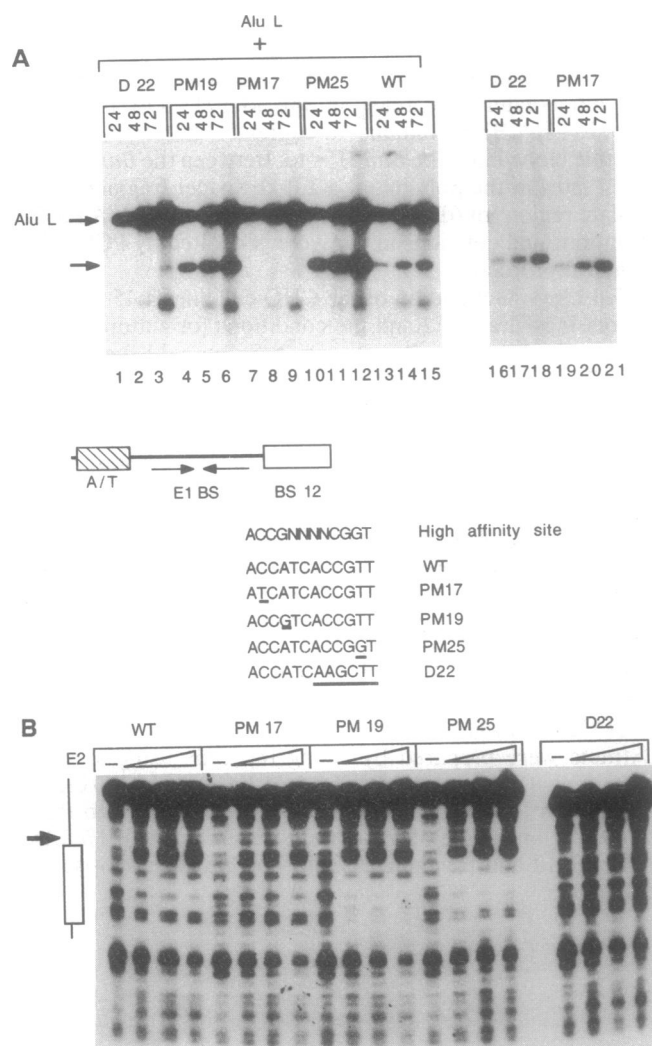 Alu L
+
A
D 22 PM19 PM17 PM25 WT D 22 PM17
24 48 72 24 48 72 24 48 72 24 48 72 24 48 72 24 48 72 24 48 72
Alu L
1 2 3 4 5 6 7 8 9 10 11 12 13 14 15 16 17 18 19 20 21
A/T E1 BS BS 12
ACCGNNNNCGGT High affinity site
ACCATCACCGTT WT
ATCATCACCGTT PM17
ACCGTCACCGTT PM19
ACCATCACCGGT PM25
ACCATCAAGCTT D22
B
WT PM 17 PM 19 PM 25 D22
E2 – – – – –